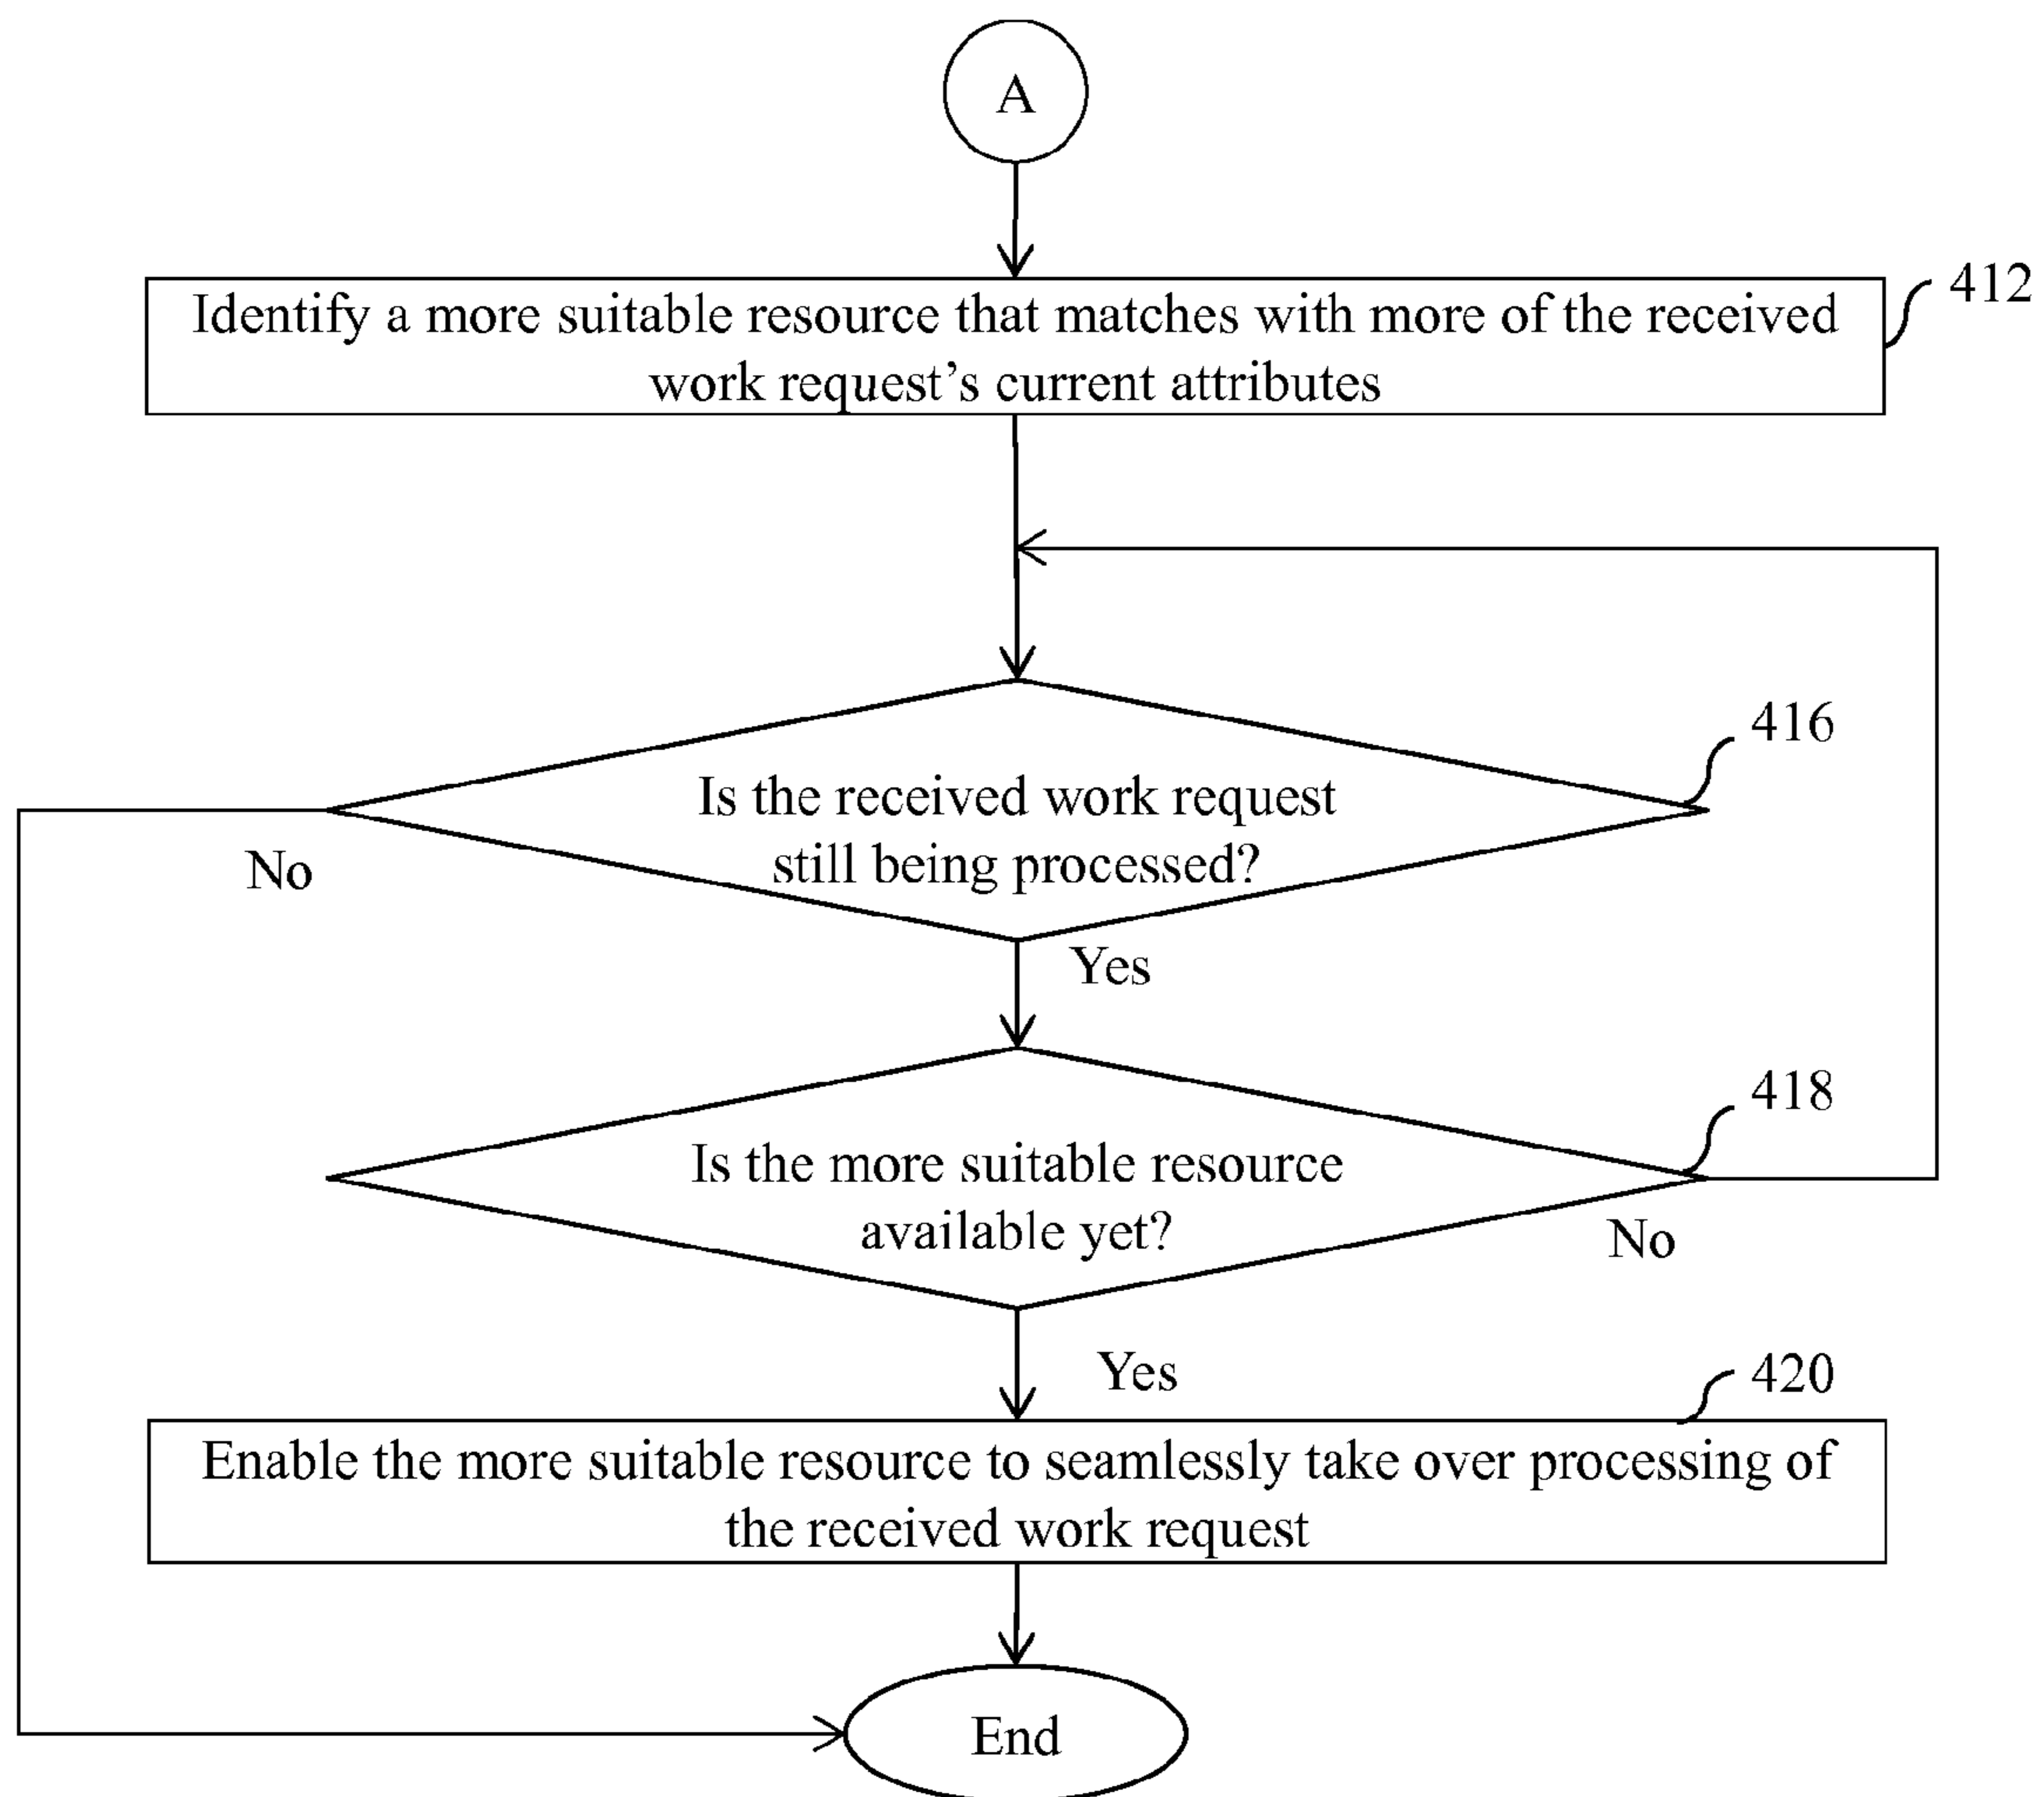 A
Identify a more suitable resource that matches with more of the received
work request’s current attributes
412
416
Is the received work request
still being processed?
No
Yes
418
Is the more suitable resource
available yet?
No
Yes
420
Enable the more suitable resource to seamlessly take over processing of
the received work request
End